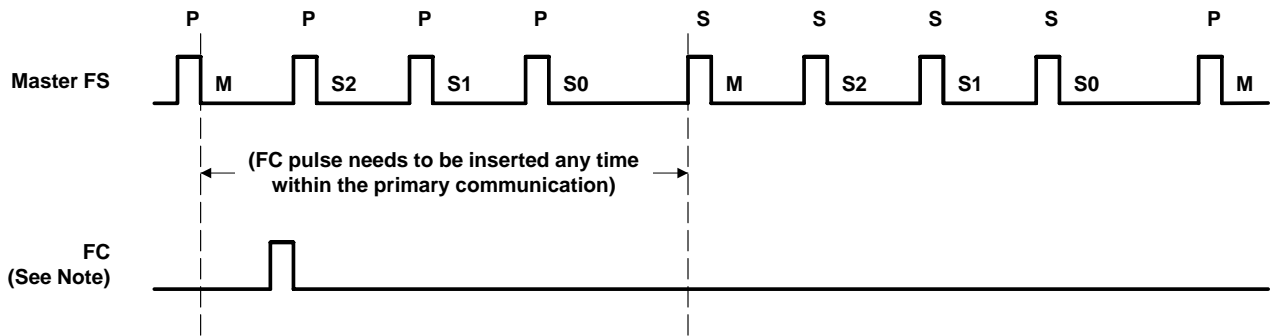 P P P P S S S S P
Master FS M S2 S1 S0 M S2 S1 S0 M
(FC pulse needs to be inserted any time
within the primary communication)
FC
(See Note)